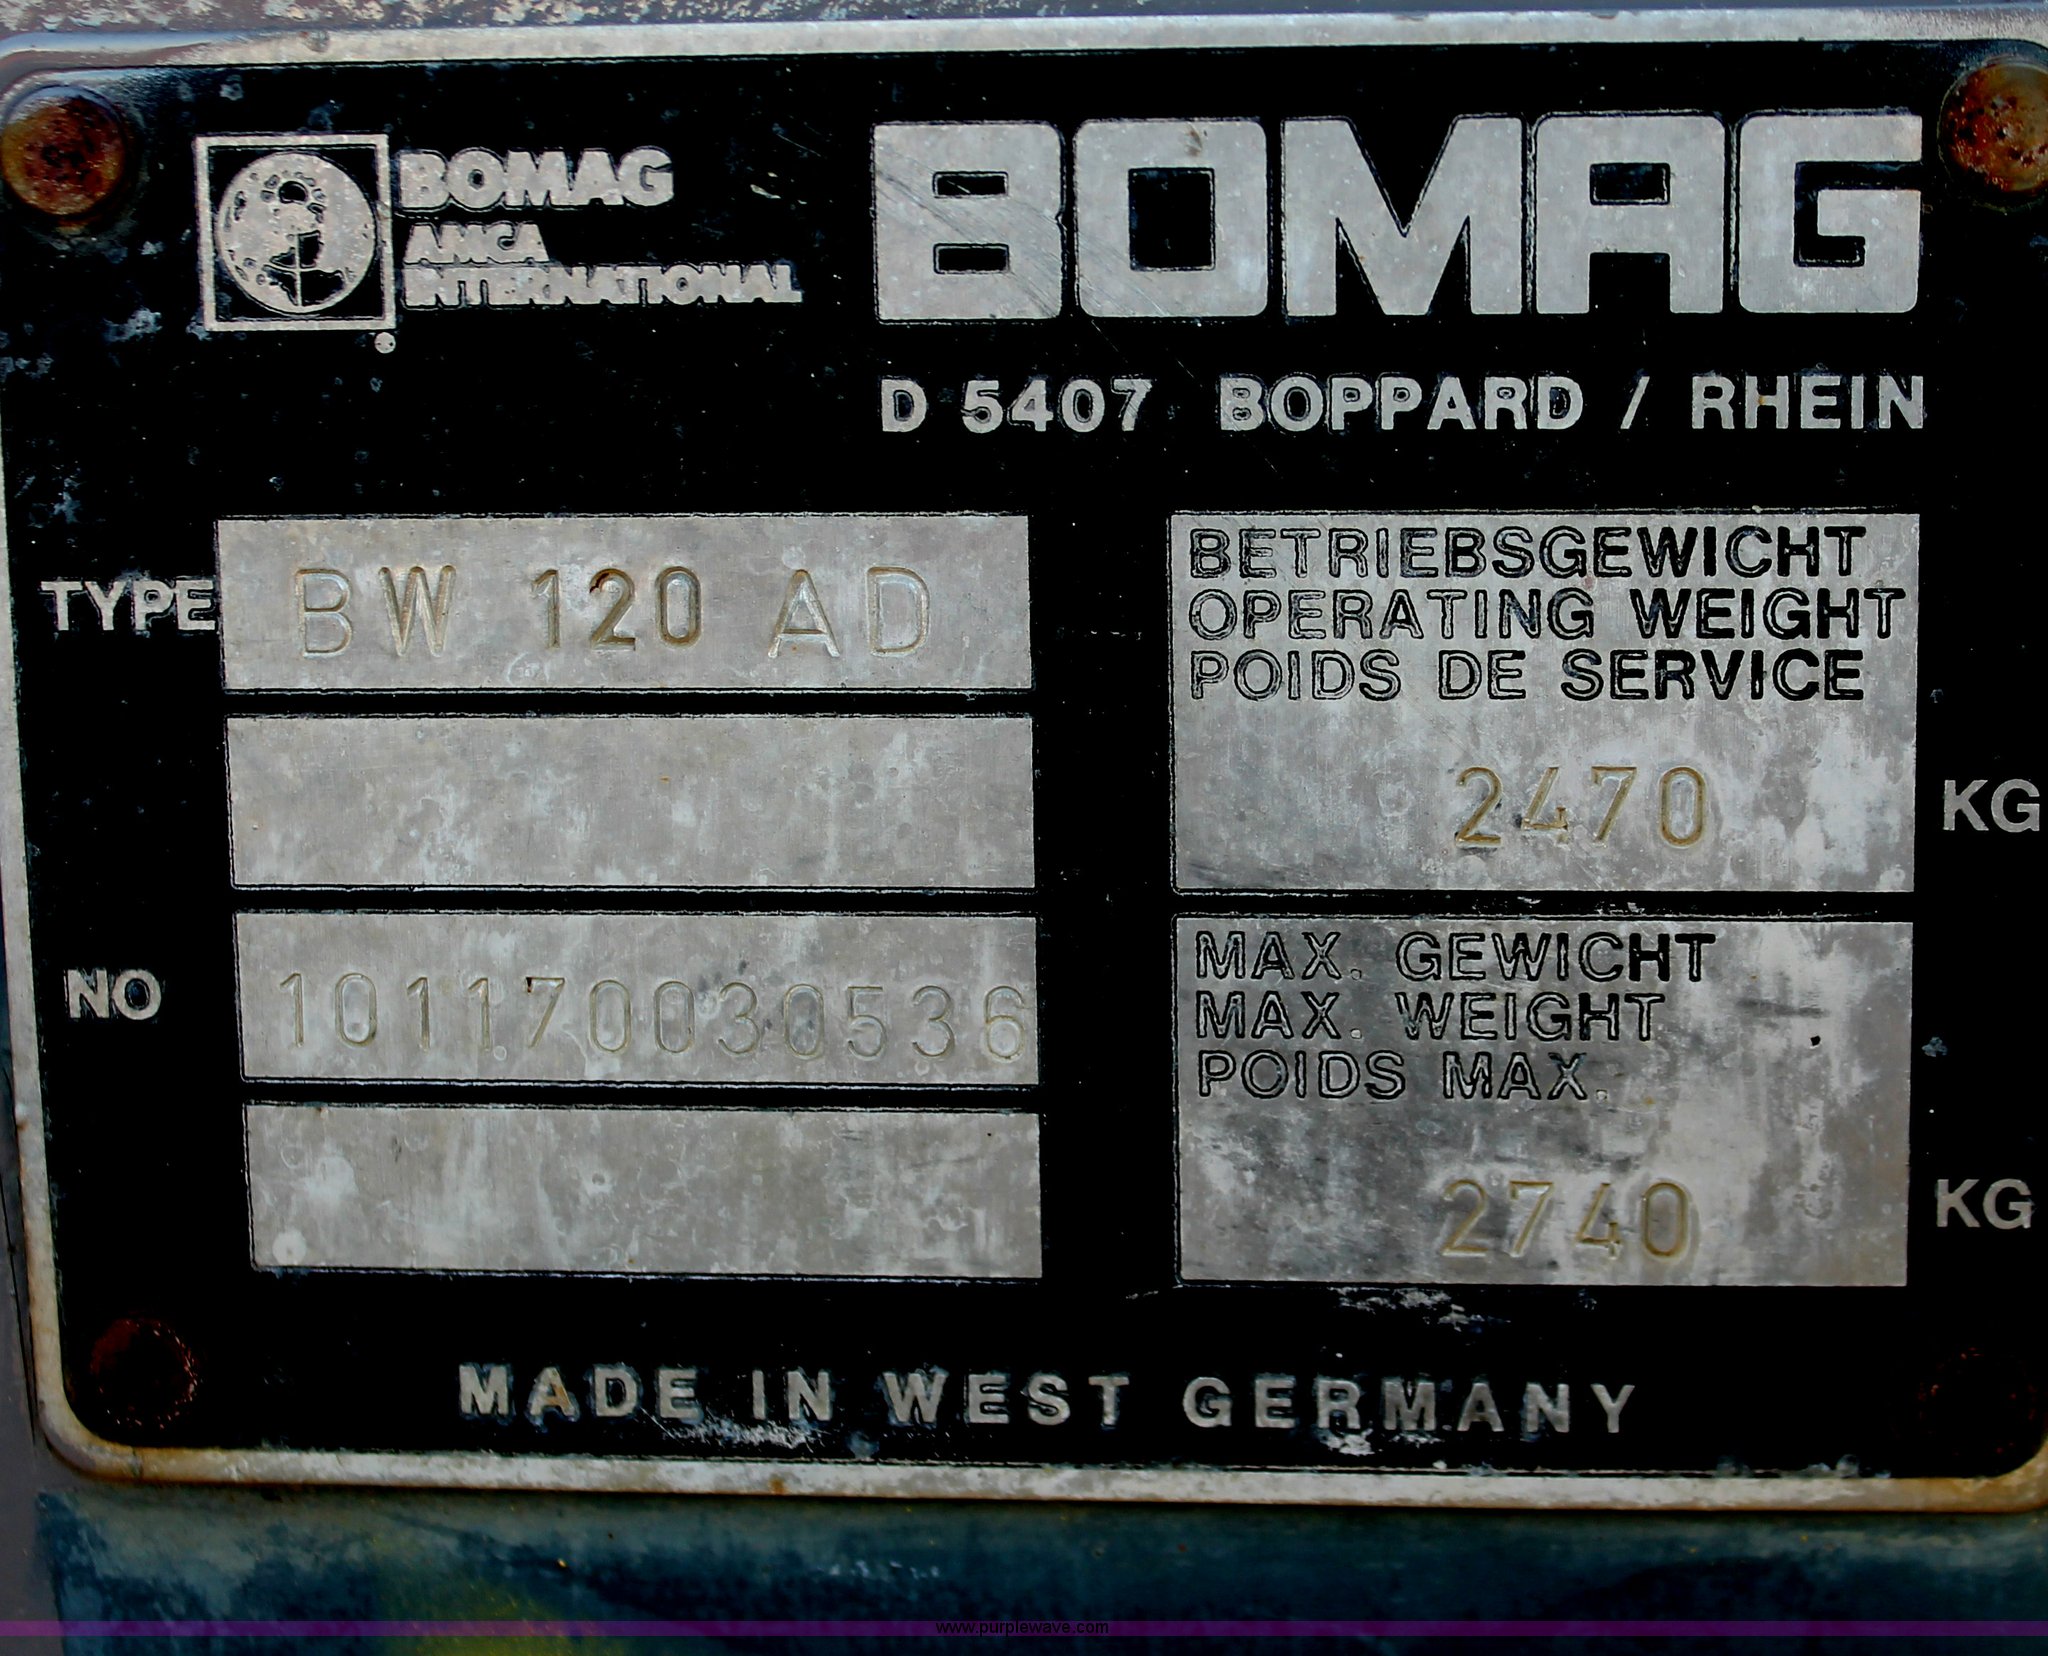 BOMAG
AMCA
INTERNATIONAL
BOMAG
D 5407 BOPPARD / RHEIN
TYPE BW 120 AD
BETRIEBSGEWICHT
OPERATING WEIGHT
POIDS DE SERVICE
2470 KG
NO 101170030536
MAX. GEWICHT
MAX. WEIGHT
POIDS MAX.
2740 KG
MADE IN WEST GERMANY
www.purplewave.com